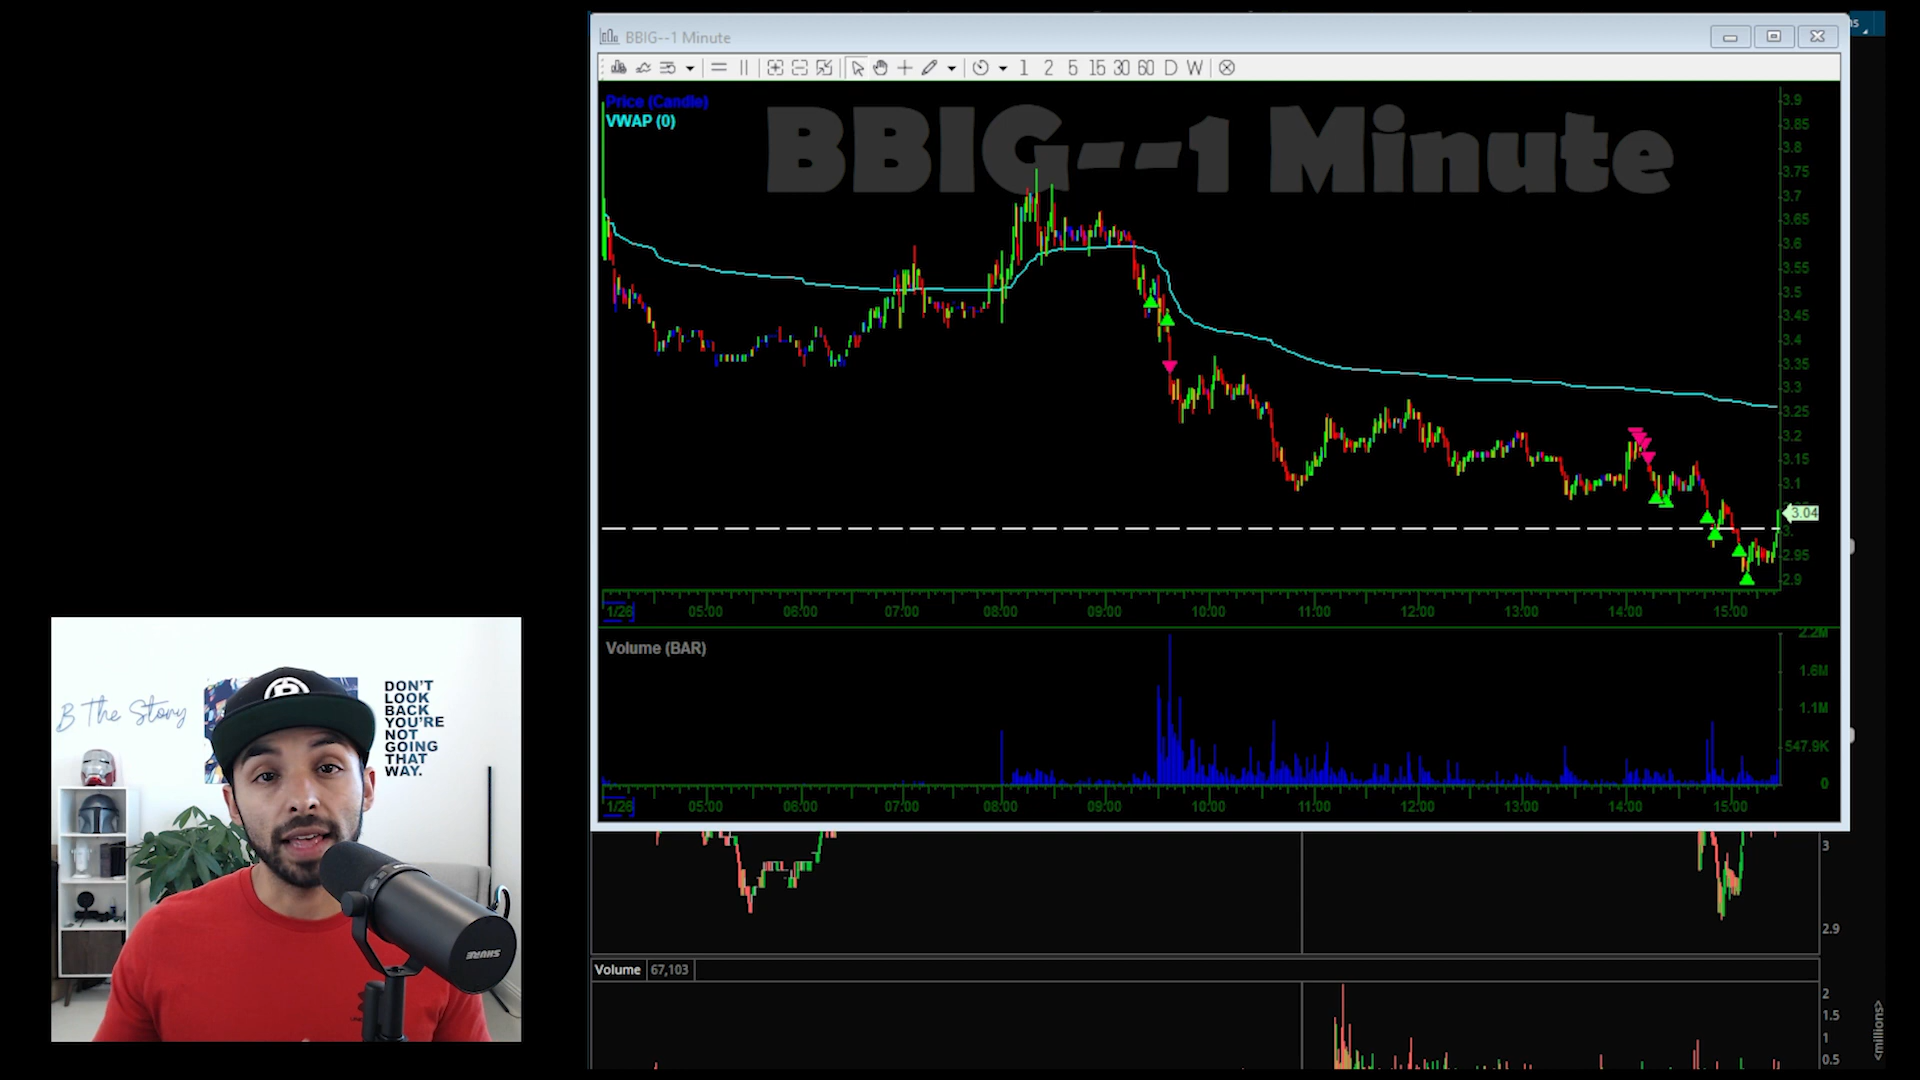 BBIG--1 Minute
1 2 5 15 30 60 D W
Price (Candle)
VWAP (0)
BBIG--1 Minute
3.9
3.85
3.8
3.75
3.7
3.65
3.6
3.55
3.5
3.45
3.4
3.35
3.3
3.25
3.2
3.15
3.1
3.04
3.
2.95
2.9
1/26 05:00 06:00 07:00 08:00 09:00 10:00 11:00 12:00 13:00 14:00 15:00
Volume (BAR)
2.2M
1.6M
1.1M
547.9K
0
1/26 05:00 06:00 07:00 08:00 09:00 10:00 11:00 12:00 13:00 14:00 15:00
3
2.9
Volume 67,103
2
1.5
1
0.5
<millions>
B The Story
DON'T
LOOK
BACK
YOU'RE
NOT
GOING
THAT
WAY.
SHURE